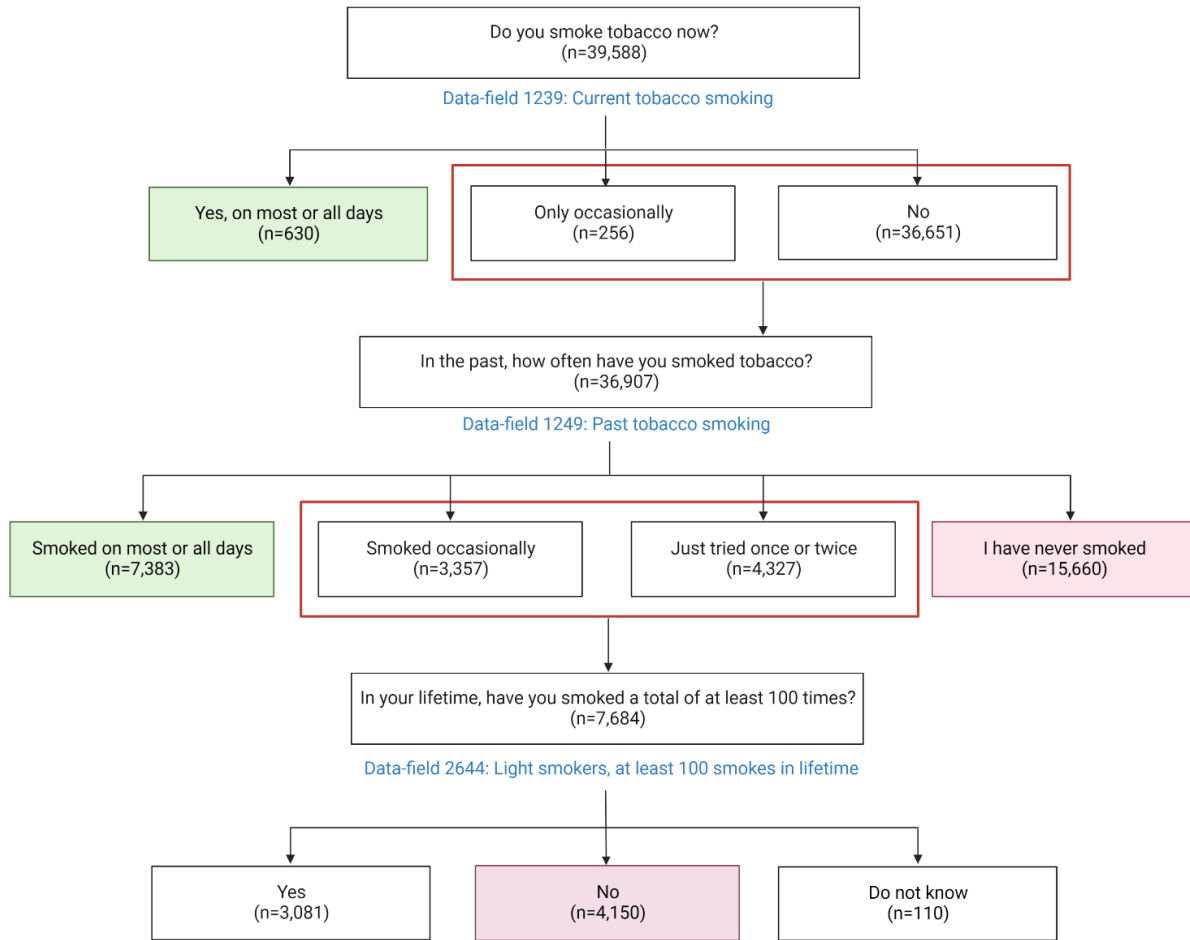 Do you smoke tobacco now?
(n=39,588)
Data-field 1239: Current tobacco smoking
Yes, on most or all days
(n=630)
Only occasionally
(n=256)
No
(n=36,651)
In the past, how often have you smoked tobacco?
(n=36,907)
Data-field 1249: Past tobacco smoking
Smoked on most or all days
(n=7,383)
Smoked occasionally
(n=3,357)
Just tried once or twice
(n=4,327)
I have never smoked
(n=15,660)
In your lifetime, have you smoked a total of at least 100 times?
(n=7,684)
Data-field 2644: Light smokers, at least 100 smokes in lifetime
Yes
(n=3,081)
No
(n=4,150)
Do not know
(n=110)